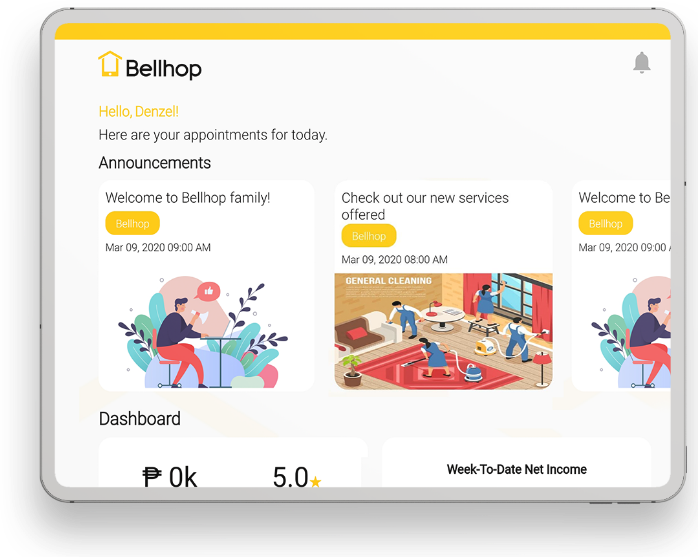 Bellhop
Hello, Denzel!
Here are your appointments for today.
Announcements
Welcome to Bellhop family!
Bellhop
Mar 09, 2020 09:00 AM
Check out our new services
offered
Bellhop
Mar 09, 2020 08:00 AM
GENERAL CLEANING
Welcome to Be
Bellhop
Mar 09, 2020 09:00 A
Dashboard
₱ 0k
5.0★
Week-To-Date Net Income